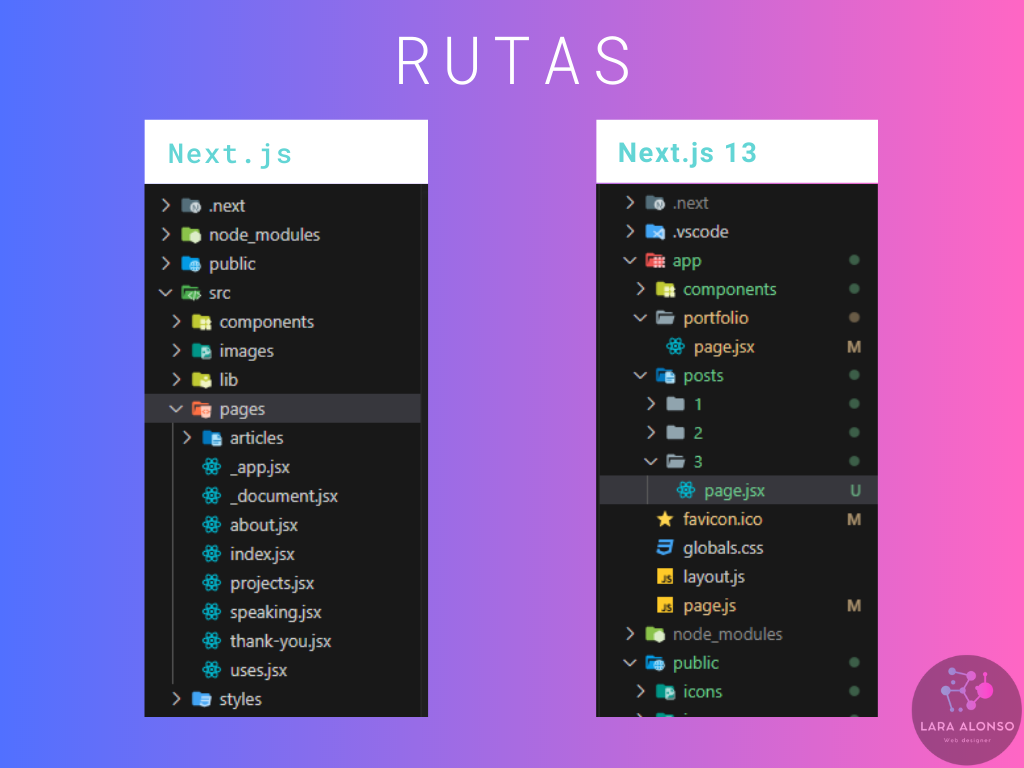 RUTAS
Next.js
.next
node_modules
public
src
components
images
lib
pages
articles
_app.jsx
_document.jsx
about.jsx
index.jsx
projects.jsx
speaking.jsx
thank-you.jsx
uses.jsx
styles
Next.js 13
.next
.vscode
app
components
portfolio
page.jsx M
posts
1
2
3
page.jsx U
favicon.ico M
globals.css
layout.js
page.js M
node_modules
public
icons
LARA ALONSO
Web designer